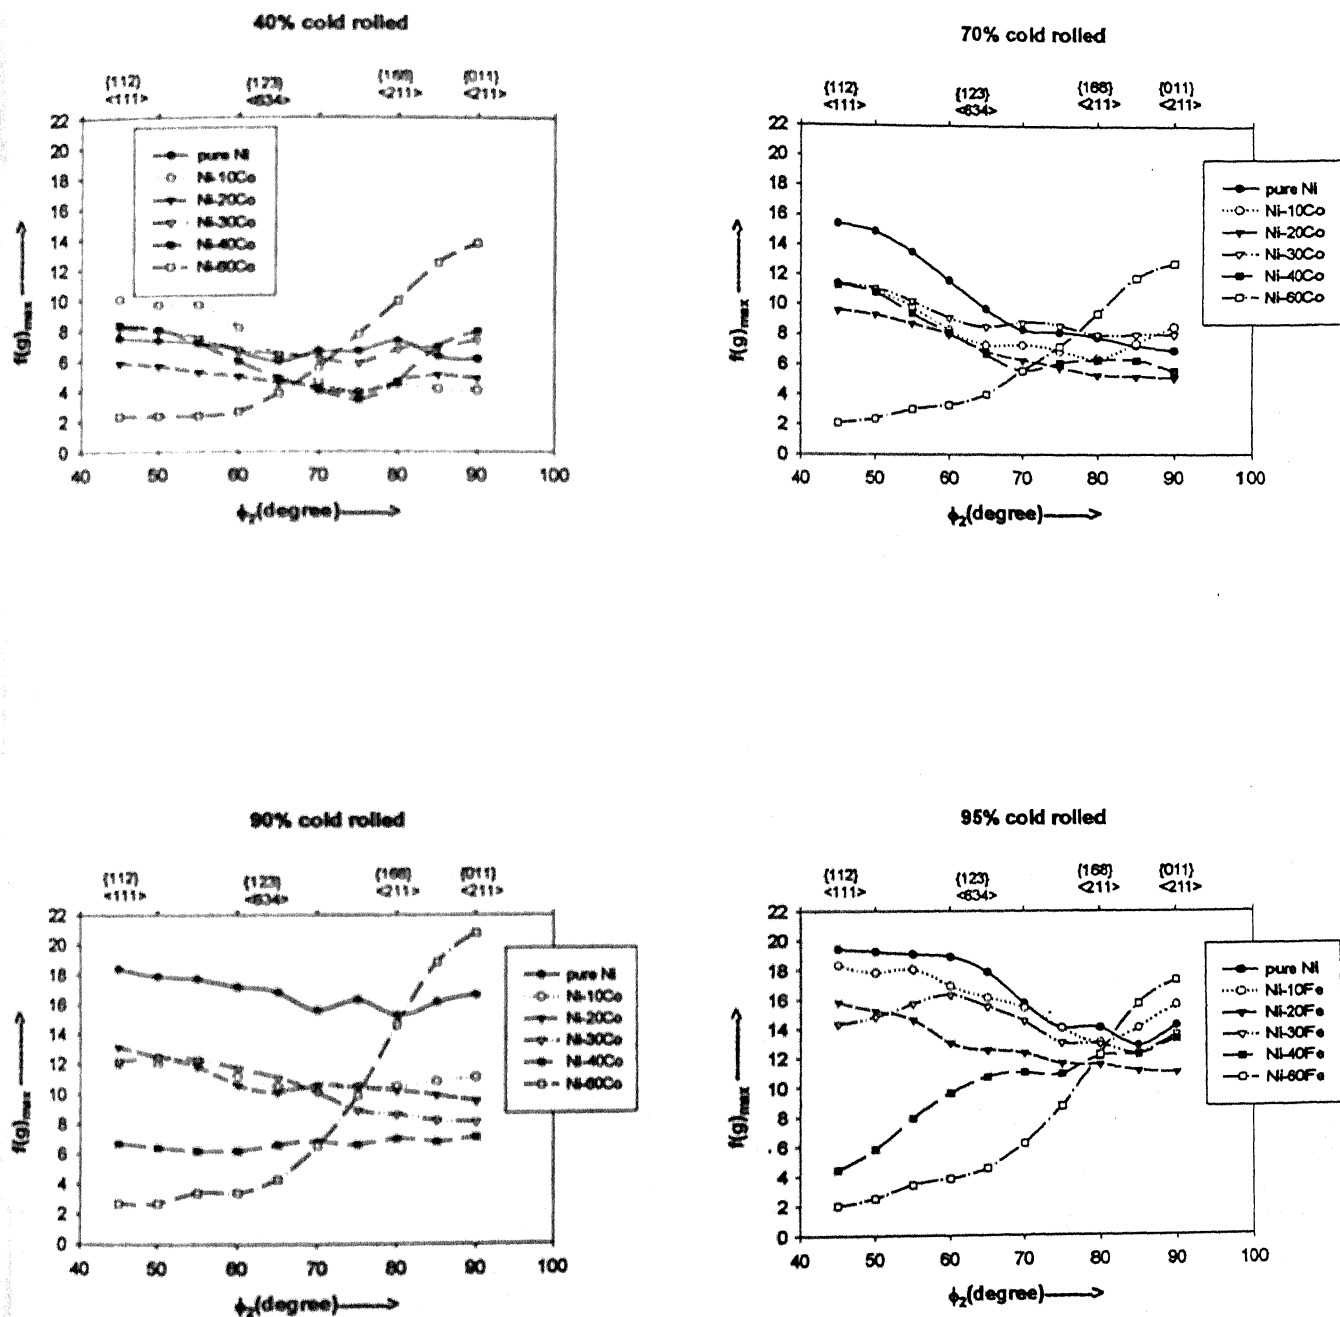 40% cold rolled
{112} {123} {168} {011}
<111> <634> <211> <211>
22
20
18
16
14
12
10
8
6
4
2
0
f(g)max
pure Ni
Ni-10Co
Ni-20Co
Ni-30Co
Ni-40Co
Ni-60Co
40 50 60 70 80 90 100
ϕ2(degree)
70% cold rolled
{112} {123} {168} {011}
<111> <634> <211> <211>
22
20
18
16
14
12
10
8
6
4
2
0
f(g)max
pure Ni
Ni-10Co
Ni-20Co
Ni-30Co
Ni-40Co
Ni-60Co
40 50 60 70 80 90 100
ϕ2(degree)
90% cold rolled
{112} {123} {168} {011}
<111> <634> <211> <211>
22
20
18
16
14
12
10
8
6
4
2
0
f(g)max
pure Ni
Ni-10Co
Ni-20Co
Ni-30Co
Ni-40Co
Ni-60Co
40 50 60 70 80 90 100
ϕ2(degree)
95% cold rolled
{112} {123} {168} {011}
<111> <634> <211> <211>
22
20
18
16
14
12
10
8
6
4
2
0
f(g)max
pure Ni
Ni-10Fe
Ni-20Fe
Ni-30Fe
Ni-40Fe
Ni-60Fe
40 50 60 70 80 90 100
ϕ2(degree)